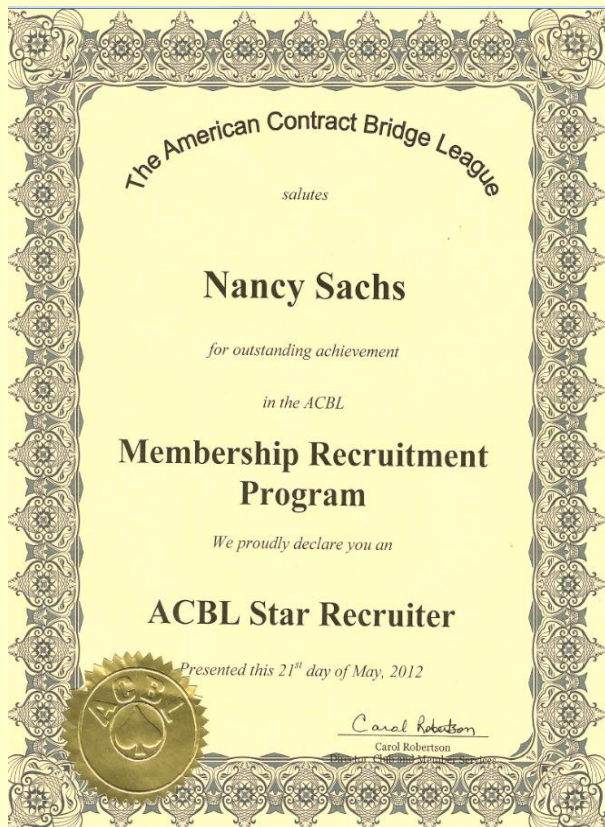 The American Contract Bridge League
salutes
Nancy Sachs
for outstanding achievement
in the ACBL
Membership Recruitment
Program
We proudly declare you an
ACBL Star Recruiter
Presented this 21st day of May, 2012
ACBL
Carol Robertson
Carol Robertson
Director, Club and Member Services